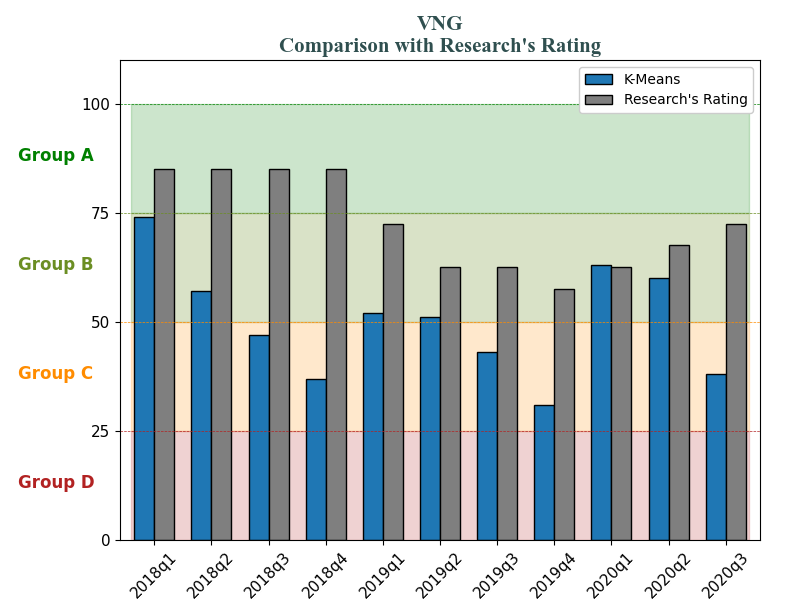 VNG
Comparison with Research's Rating
K-Means
Research's Rating
100
Group A
75
Group B
50
Group C
25
Group D
0
2018q1
2018q2
2018q3
2018q4
2019q1
2019q2
2019q3
2019q4
2020q1
2020q2
2020q3